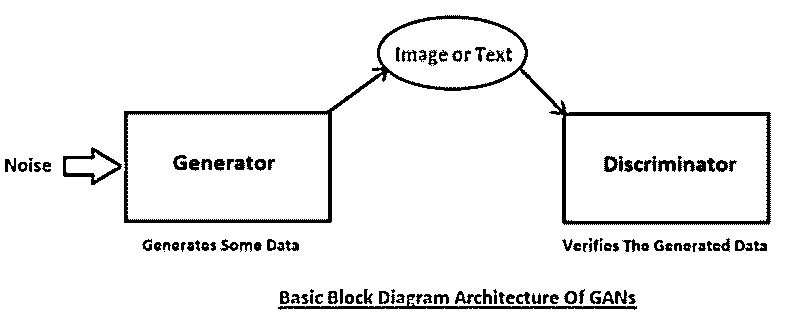 Image or Text
Noise
Generator
Discriminator
Generates Some Data
Verifies The Generated Data
Basic Block Diagram Architecture Of GANs